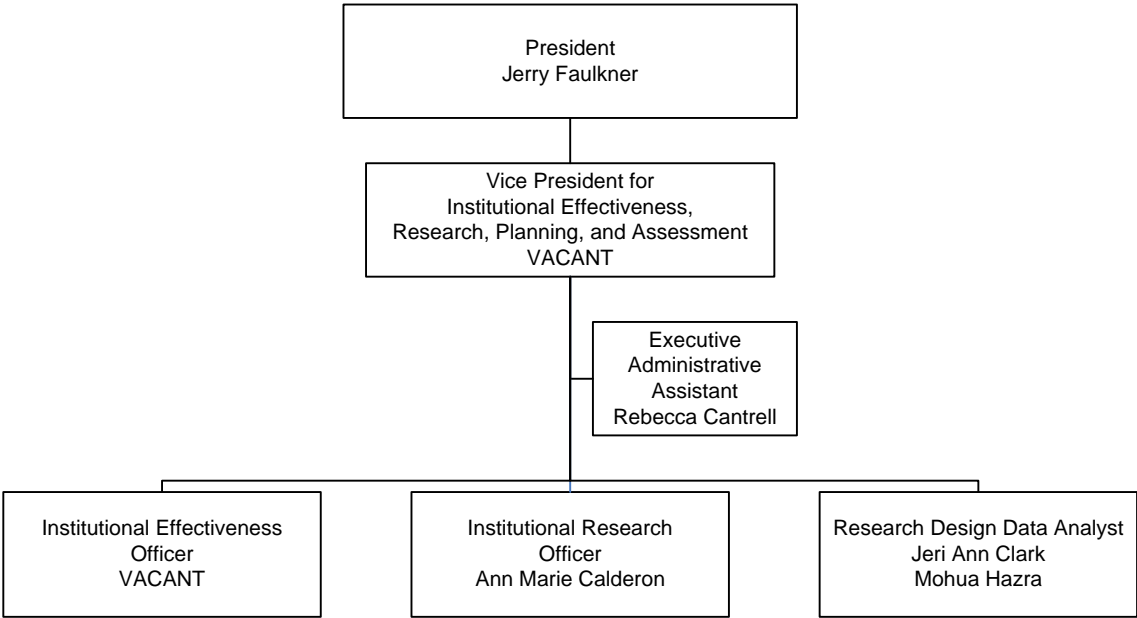 President
Jerry Faulkner
Vice President for
Institutional Effectiveness,
Research, Planning, and Assessment
VACANT
Executive
Administrative
Assistant
Rebecca Cantrell
Institutional Effectiveness
Officer
VACANT
Institutional Research
Officer
Ann Marie Calderon
Research Design Data Analyst
Jeri Ann Clark
Mohua Hazra